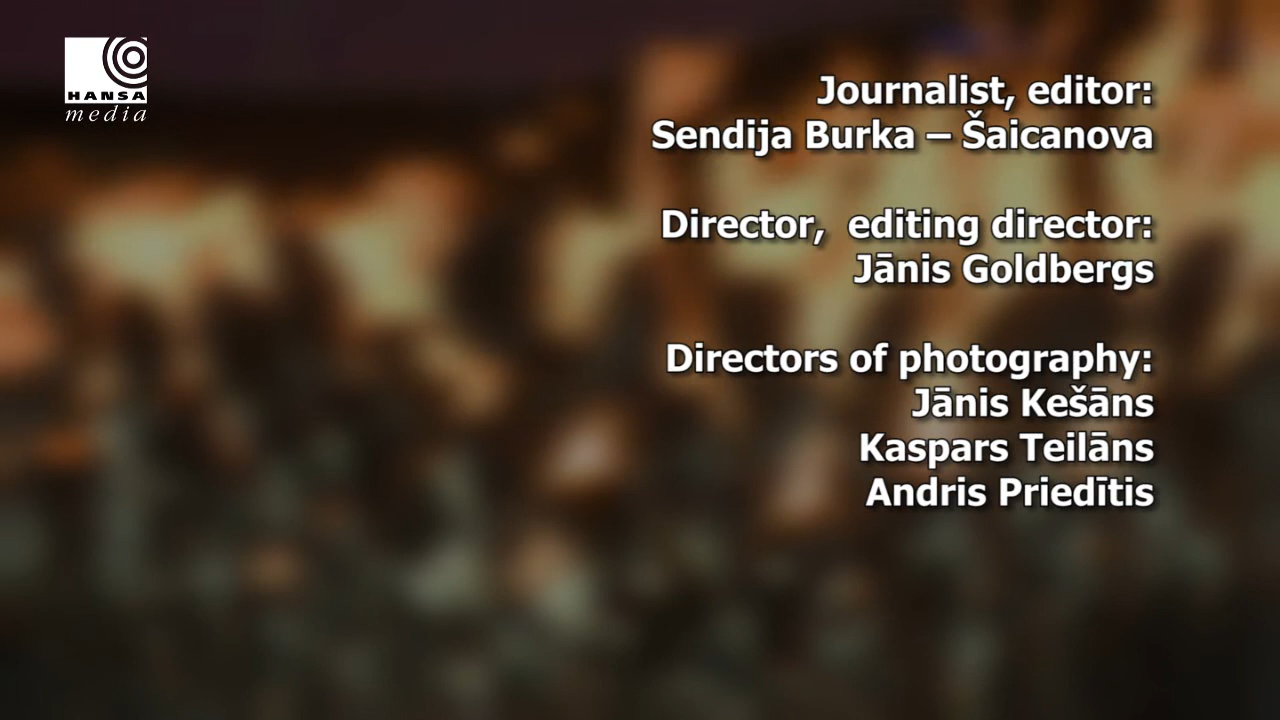 HANSA
media
Journalist, editor:
Sendija Burka – Šaicanova
Director,  editing director:
Jānis Goldbergs
Directors of photography:
Jānis Kešāns
Kaspars Teilāns
Andris Priedītis